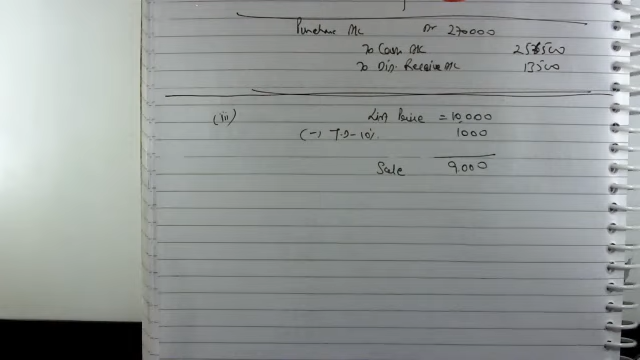 Purchase A/c Dr 270000
To Cash A/c 256500
To Dis. Receive A/c 13500
(iii) List Price = 10,000
(-) T.D-10% 1000
Sale 9,000